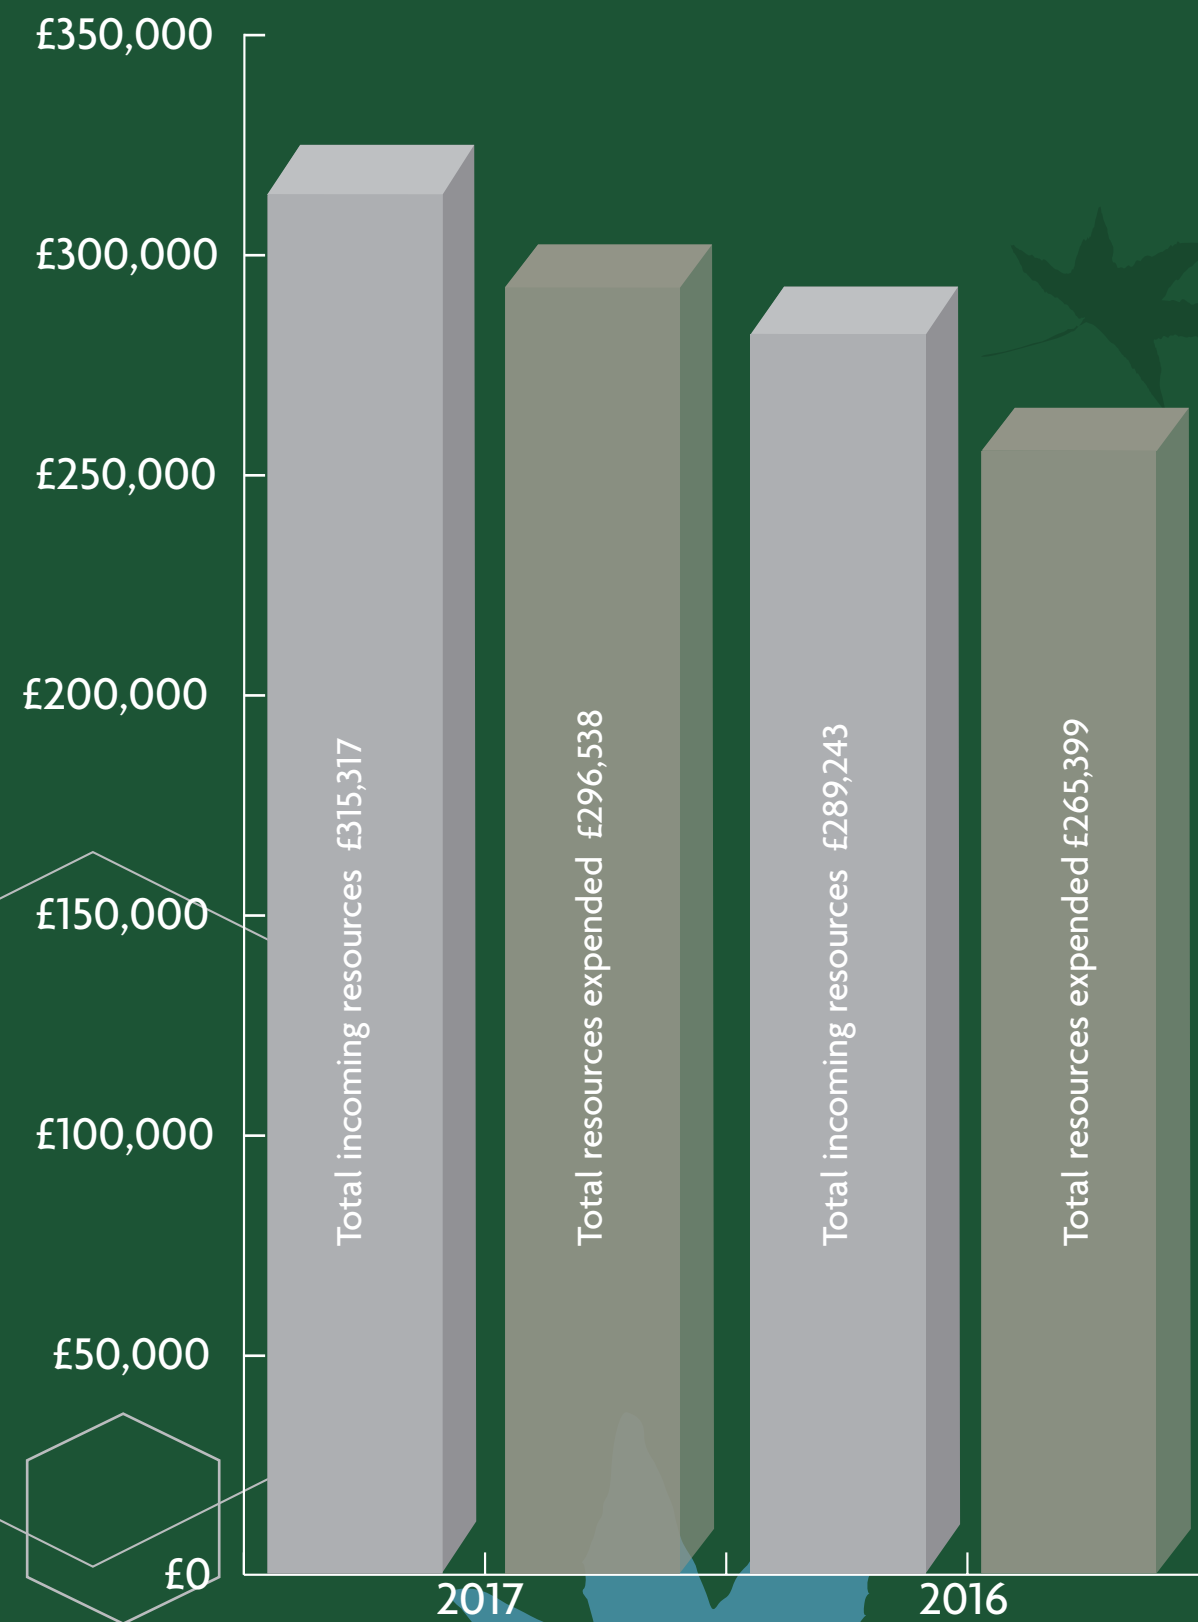 £350,000
£300,000
£250,000
£200,000
£150,000
£100,000
£50,000
£0
Total incoming resources £315,317
Total resources expended £296,538
Total incoming resources £289,243
Total resources expended £265,399
2017
2016